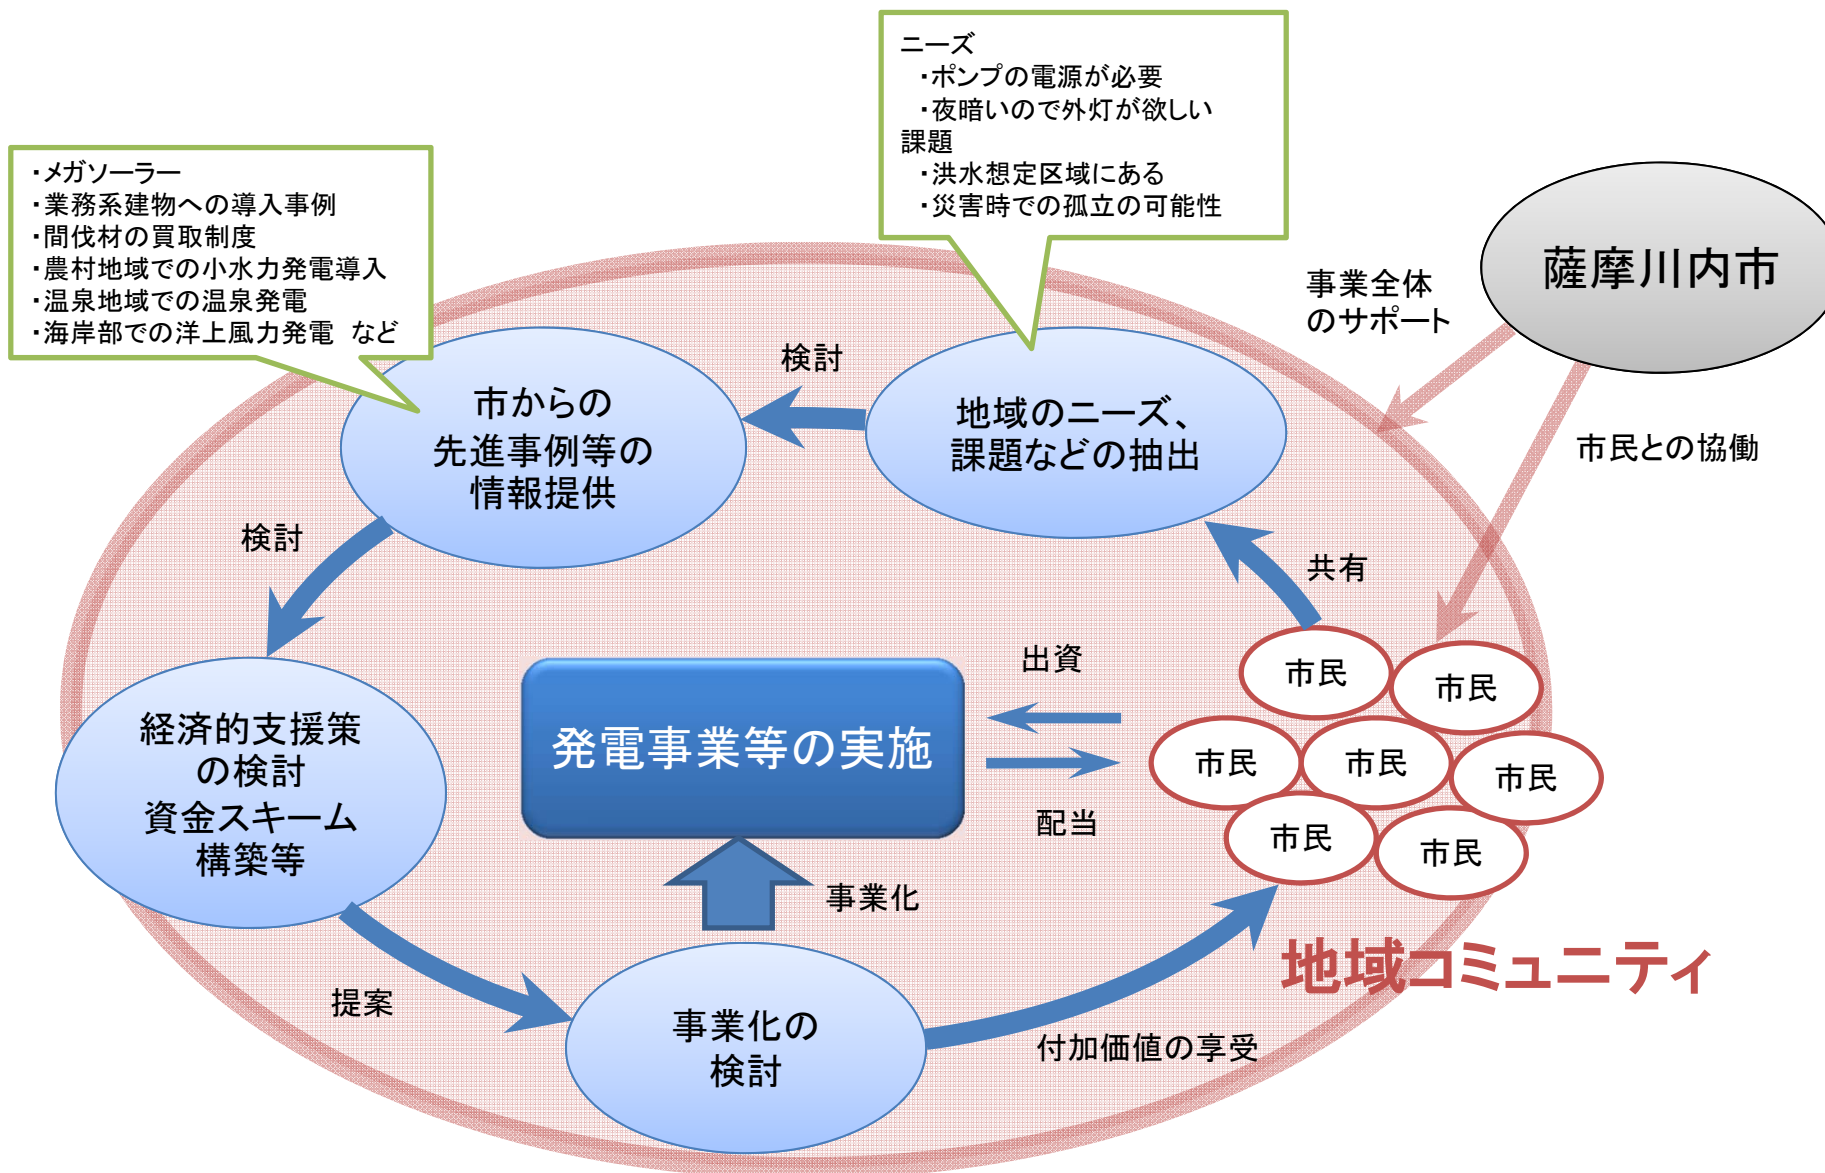 ニーズ
・ポンプの電源が必要
・夜暗いので外灯が欲しい
課題
・洪水想定区域にある
・災害時での孤立の可能性
・メガソーラー
・業務系建物への導入事例
・間伐材の買取制度
・農村地域での小水力発電導入
・温泉地域での温泉発電
・海岸部での洋上風力発電 など
薩摩川内市
事業全体
のサポート
市民との協働
検討
地域のニーズ、
課題などの抽出
市からの
先進事例等の
情報提供
検討
共有
出資
市民
市民
市民
市民
市民
市民
市民
発電事業等の実施
配当
経済的支援策
の検討
資金スキーム
構築等
事業化
地域コミュニティ
提案
事業化の
検討
付加価値の享受